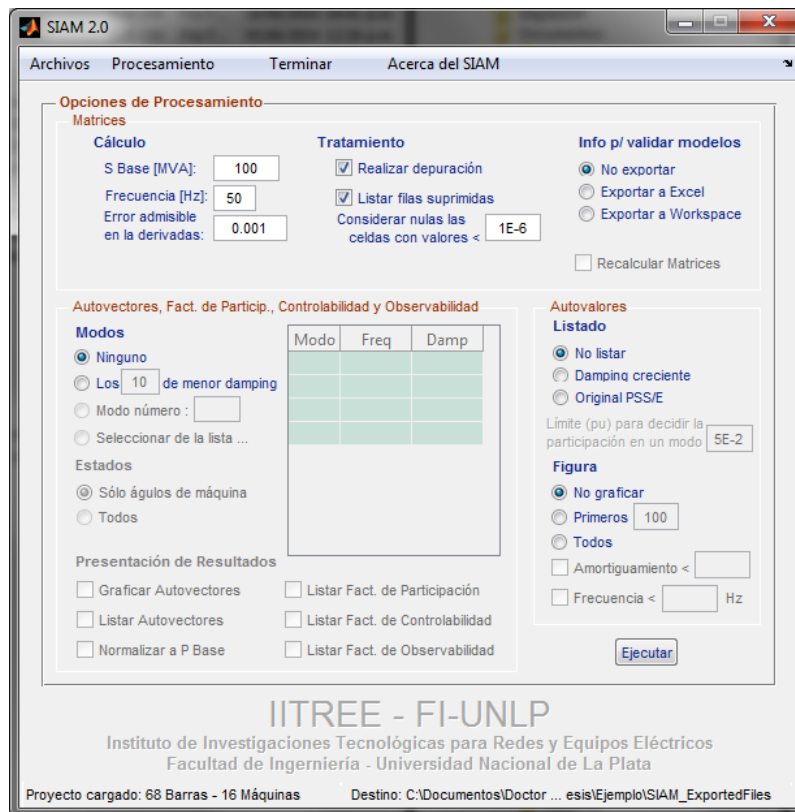 SIAM 2.0
Archivos Procesamiento Terminar Acerca del SIAM
Opciones de Procesamiento
Matrices
Cálculo
S Base [MVA]: 100
Frecuencia [Hz]: 50
Error admisible
en la derivadas: 0.001
Tratamiento
Realizar depuración
Listar filas suprimidas
Considerar nulas las
celdas con valores < 1E-6
Info p/ validar modelos
No exportar
Exportar a Excel
Exportar a Workspace
Recalcular Matrices
Autovectores, Fact. de Particip., Controlabilidad y Observabilidad
Modos
Ninguno
Los 10 de menor damping
Modo número :
Seleccionar de la lista ...
Modo Freq Damp
Estados
Sólo águlos de máquina
Todos
Presentación de Resultados
Graficar Autovectores
Listar Autovectores
Normalizar a P Base
Listar Fact. de Participación
Listar Fact. de Controlabilidad
Listar Fact. de Observabilidad
Autovalores
Listado
No listar
Damping creciente
Original PSS/E
Límite (pu) para decidir la
participación en un modo 5E-2
Figura
No graficar
Primeros 100
Todos
Amortiguamiento <
Frecuencia < Hz
Ejecutar
IITREE - FI-UNLP
Instituto de Investigaciones Tecnológicas para Redes y Equipos Eléctricos
Facultad de Ingeniería - Universidad Nacional de La Plata
Proyecto cargado: 68 Barras - 16 Máquinas Destino: C:\Documentos\Doctor ... esis\Ejemplo\SIAM_ExportedFiles